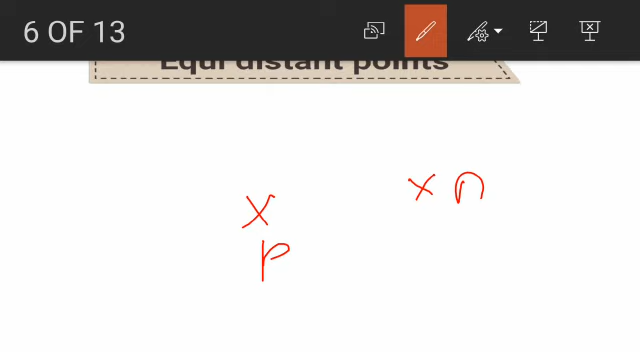 6 OF 13
Equi distant points
x n
x
p